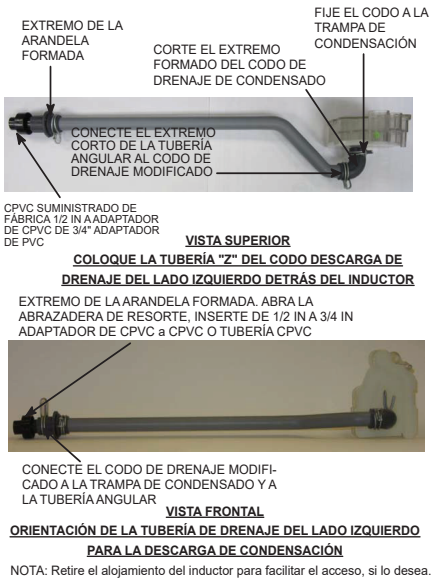 EXTREMO DE LA
ARANDELA
FORMADA
FIJE EL CODO A LA
TRAMPA DE
CONDENSACIÓN
CORTE EL EXTREMO
FORMADO DEL CODO DE
DRENAJE DE CONDENSADO
CONECTE EL EXTREMO
CORTO DE LA TUBERÍA
ANGULAR AL CODO DE
DRENAJE MODIFICADO
CPVC SUMINISTRADO DE
FÁBRICA 1/2 IN A ADAPTADOR
DE CPVC DE 3/4" ADAPTADOR
DE PVC
VISTA SUPERIOR
COLOQUE LA TUBERÍA "Z" DEL CODO DESCARGA DE
DRENAJE DEL LADO IZQUIERDO DETRÁS DEL INDUCTOR
EXTREMO DE LA ARANDELA FORMADA. ABRA LA
ABRAZADERA DE RESORTE, INSERTE DE 1/2 IN A 3/4 IN
ADAPTADOR DE CPVC a CPVC O TUBERÍA CPVC
CONECTE EL CODO DE DRENAJE MODIFI-
CADO A LA TRAMPA DE CONDENSADO Y A
LA TUBERÍA ANGULAR
VISTA FRONTAL
ORIENTACIÓN DE LA TUBERÍA DE DRENAJE DEL LADO IZQUIERDO
PARA LA DESCARGA DE CONDENSACIÓN
NOTA: Retire el alojamiento del inductor para facilitar el acceso, si lo desea.